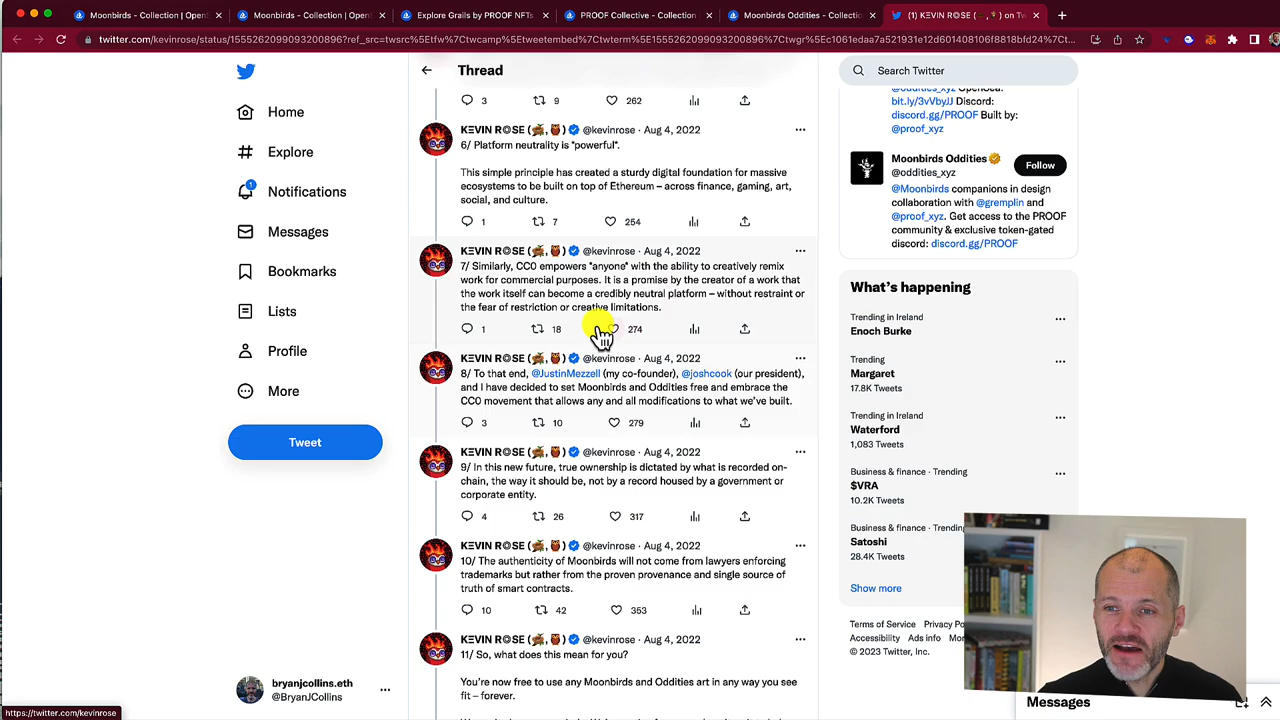 Moonbirds - Collection | Open
Moonbirds - Collection | Open
Explore Grails by PROOF NFTs
PROOF Collective - Collection
Moonbirds Oddities - Collection
(1) KΞVIN R on Tw
twitter.com/kevinrose/status/1555262099093200896?ref_src=twsrc%5Etfw%7Ctwcamp%5Etweetembed%7Ctwterm%5E1555262099093200896%7Ctwgr%5Ec1061edaa7a521931e12d601408106f8818bfd24%7Ct...
Home
Explore
1
Notifications
Messages
Bookmarks
Lists
Profile
More
Tweet
bryanjcollins.eth
@BryanJCollins
https://twitter.com/kevinrose
Thread
3 9 262
KΞVIN R◎SE (🪹, 🦉) @kevinrose · Aug 4, 2022
6/ Platform neutrality is *powerful*.
This simple principle has created a sturdy digital foundation for massive
ecosystems to be built on top of Ethereum – across finance, gaming, art,
social, and culture.
1 7 254
KΞVIN R◎SE (🪹, 🦉) @kevinrose · Aug 4, 2022
7/ Similarly, CC0 empowers *anyone* with the ability to creatively remix
work for commercial purposes. It is a promise by the creator of a work that
the work itself can become a credibly neutral platform – without restraint or
the fear of restriction or creative limitations.
1 18 274
KΞVIN R◎SE (🪹, 🦉) @kevinrose · Aug 4, 2022
8/ To that end, @JustinMezzell (my co-founder), @joshcook (our president),
and I have decided to set Moonbirds and Oddities free and embrace the
CC0 movement that allows any and all modifications to what we've built.
3 10 279
KΞVIN R◎SE (🪹, 🦉) @kevinrose · Aug 4, 2022
9/ In this new future, true ownership is dictated by what is recorded on-
chain, the way it should be, not by a record housed by a government or
corporate entity.
4 26 317
KΞVIN R◎SE (🪹, 🦉) @kevinrose · Aug 4, 2022
10/ The authenticity of Moonbirds will not come from lawyers enforcing
trademarks but rather from the proven provenance and single source of
truth of smart contracts.
10 42 353
KΞVIN R◎SE (🪹, 🦉) @kevinrose · Aug 4, 2022
11/ So, what does this mean for you?
You're now free to use any Moonbirds and Oddities art in any way you see
fit – forever.
Search Twitter
@oddities_xyz OpenSea:
bit.ly/3vVbyJJ Discord:
discord.gg/PROOF Built by:
@proof_xyz
Moonbirds Oddities
@oddities_xyz
Follow
@Moonbirds companions in design
collaboration with @gremplin and
@proof_xyz. Get access to the PROOF
community & exclusive token-gated
discord: discord.gg/PROOF
What's happening
Trending in Ireland
Enoch Burke
Trending
Margaret
17.8K Tweets
Trending in Ireland
Waterford
1,083 Tweets
Business & finance · Trending
$VRA
10.2K Tweets
Business & finance · Trending
Satoshi
28.4K Tweets
Show more
Terms of Service Privacy Po
Accessibility Ads info Mor
© 2023 Twitter, Inc.
Messages